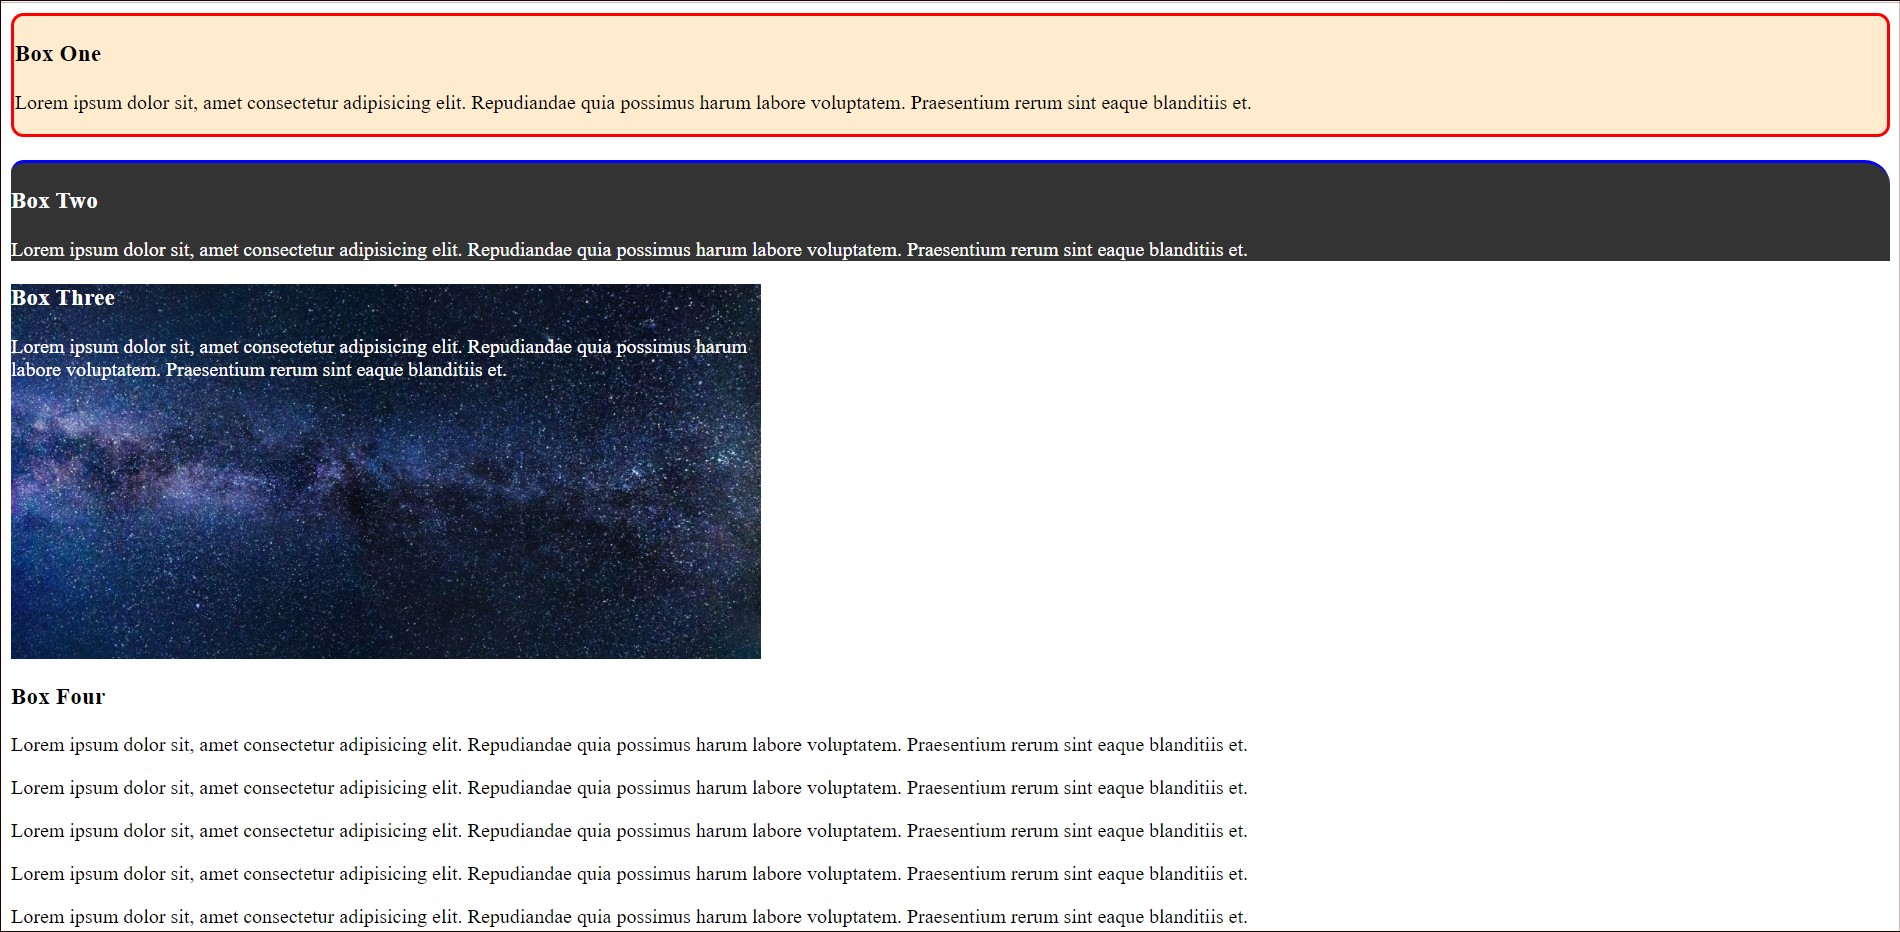 Box One
Lorem ipsum dolor sit, amet consectetur adipisicing elit. Repudiandae quia possimus harum labore voluptatem. Praesentium rerum sint eaque blanditiis et.
Box Two
Lorem ipsum dolor sit, amet consectetur adipisicing elit. Repudiandae quia possimus harum labore voluptatem. Praesentium rerum sint eaque blanditiis et.
Box Three
Lorem ipsum dolor sit, amet consectetur adipisicing elit. Repudiandae quia possimus harum
labore voluptatem. Praesentium rerum sint eaque blanditiis et.
Box Four
Lorem ipsum dolor sit, amet consectetur adipisicing elit. Repudiandae quia possimus harum labore voluptatem. Praesentium rerum sint eaque blanditiis et.
Lorem ipsum dolor sit, amet consectetur adipisicing elit. Repudiandae quia possimus harum labore voluptatem. Praesentium rerum sint eaque blanditiis et.
Lorem ipsum dolor sit, amet consectetur adipisicing elit. Repudiandae quia possimus harum labore voluptatem. Praesentium rerum sint eaque blanditiis et.
Lorem ipsum dolor sit, amet consectetur adipisicing elit. Repudiandae quia possimus harum labore voluptatem. Praesentium rerum sint eaque blanditiis et.
Lorem ipsum dolor sit, amet consectetur adipisicing elit. Repudiandae quia possimus harum labore voluptatem. Praesentium rerum sint eaque blanditiis et.